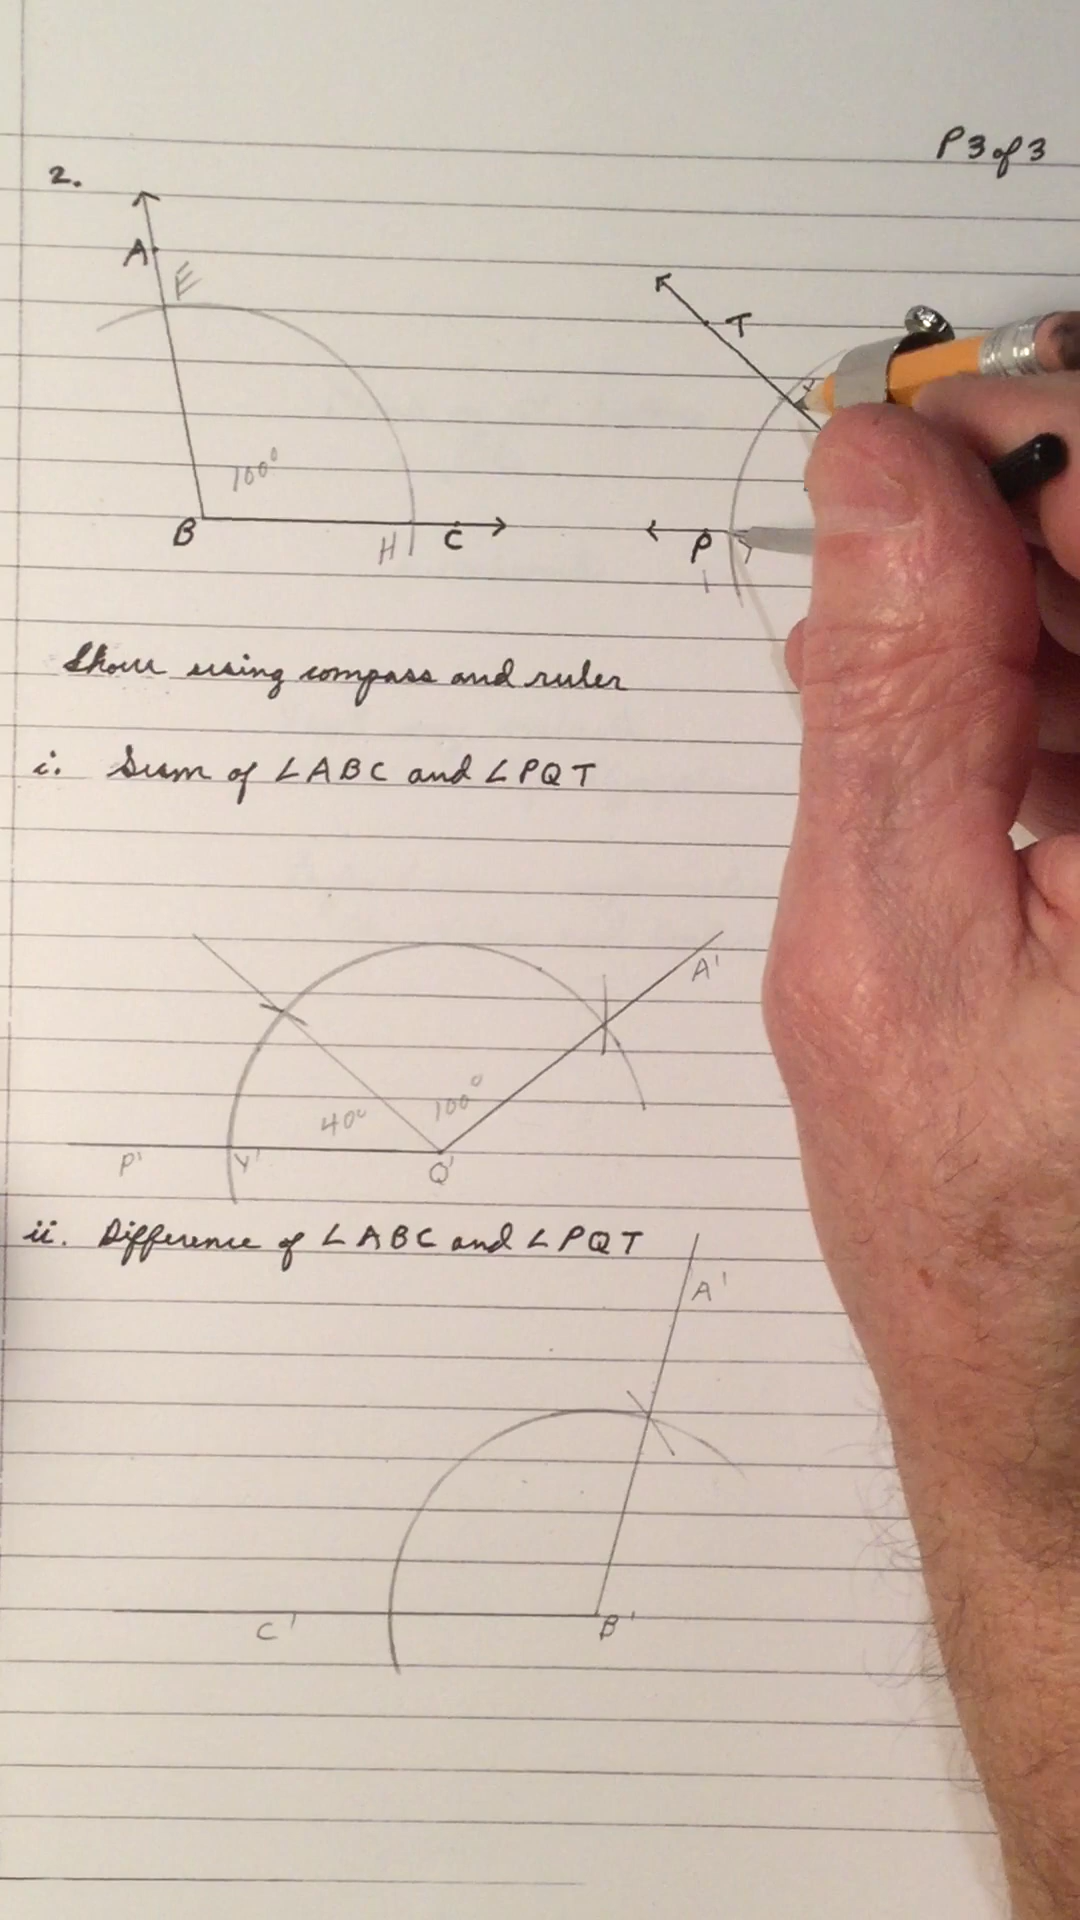 P 3 of 3
2.
A
E
T
100°
B
H
C
P
Show using compass and ruler
i. Sum of ∠ABC and ∠PQT
A'
40°
100°
P'
Y'
Q'
ii. Difference of ∠ABC and ∠PQT
A'
C'
B'